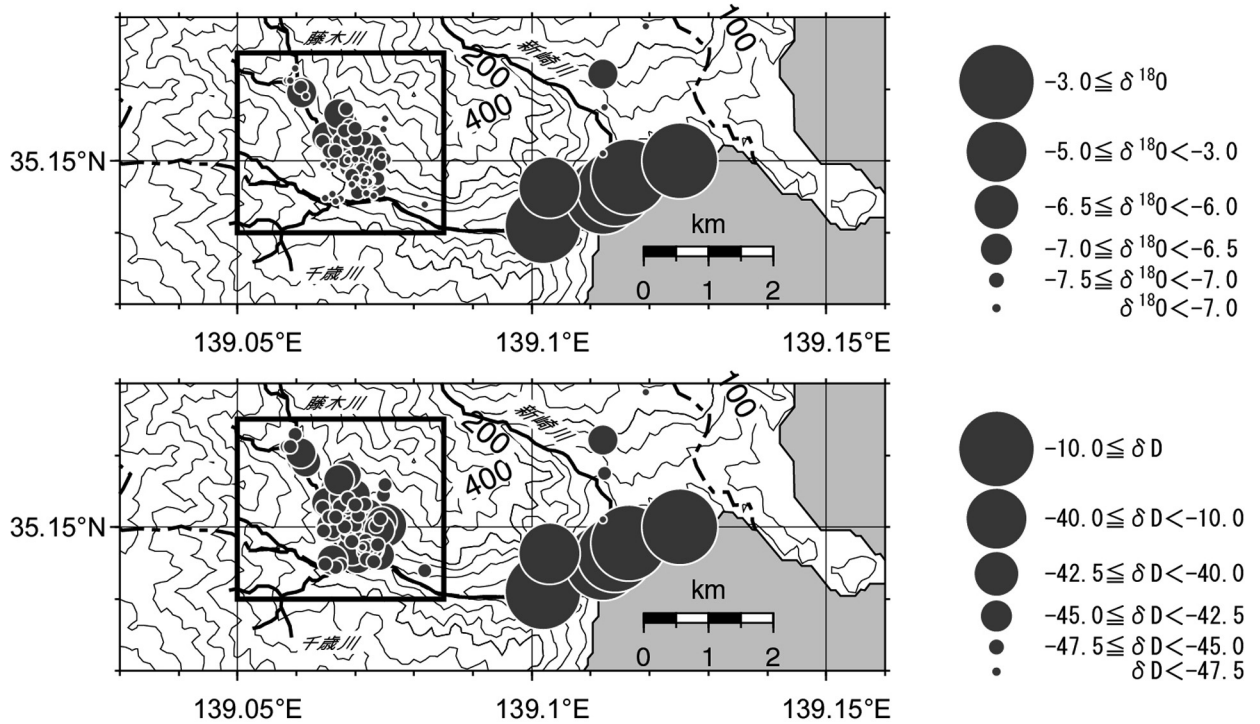 藤木川
新崎川
100
200
400
35.15°N
千歳川
km
0 1 2
139.05°E 139.1°E 139.15°E
-3.0≦ δ¹⁸O
-5.0≦ δ¹⁸O<-3.0
-6.5≦ δ¹⁸O<-6.0
-7.0≦ δ¹⁸O<-6.5
-7.5≦ δ¹⁸O<-7.0
δ¹⁸O<-7.0
藤木川
新崎川
100
200
400
35.15°N
千歳川
km
0 1 2
139.05°E 139.1°E 139.15°E
-10.0≦ δD
-40.0≦ δD<-10.0
-42.5≦ δD<-40.0
-45.0≦ δD<-42.5
-47.5≦ δD<-45.0
δD<-47.5